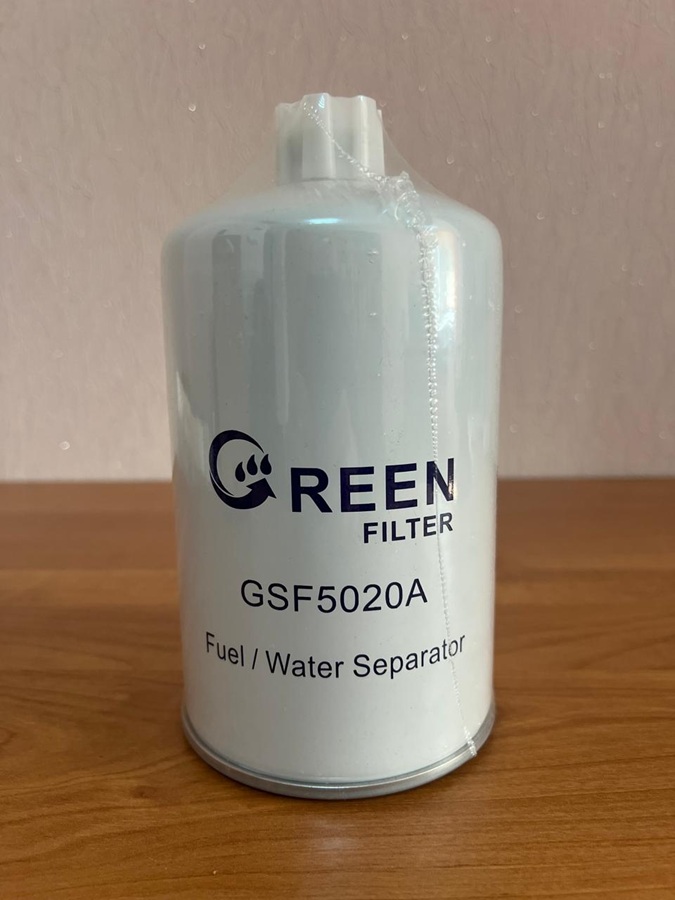 GREEN
FILTER
GSF5020A
Fuel / Water Separator